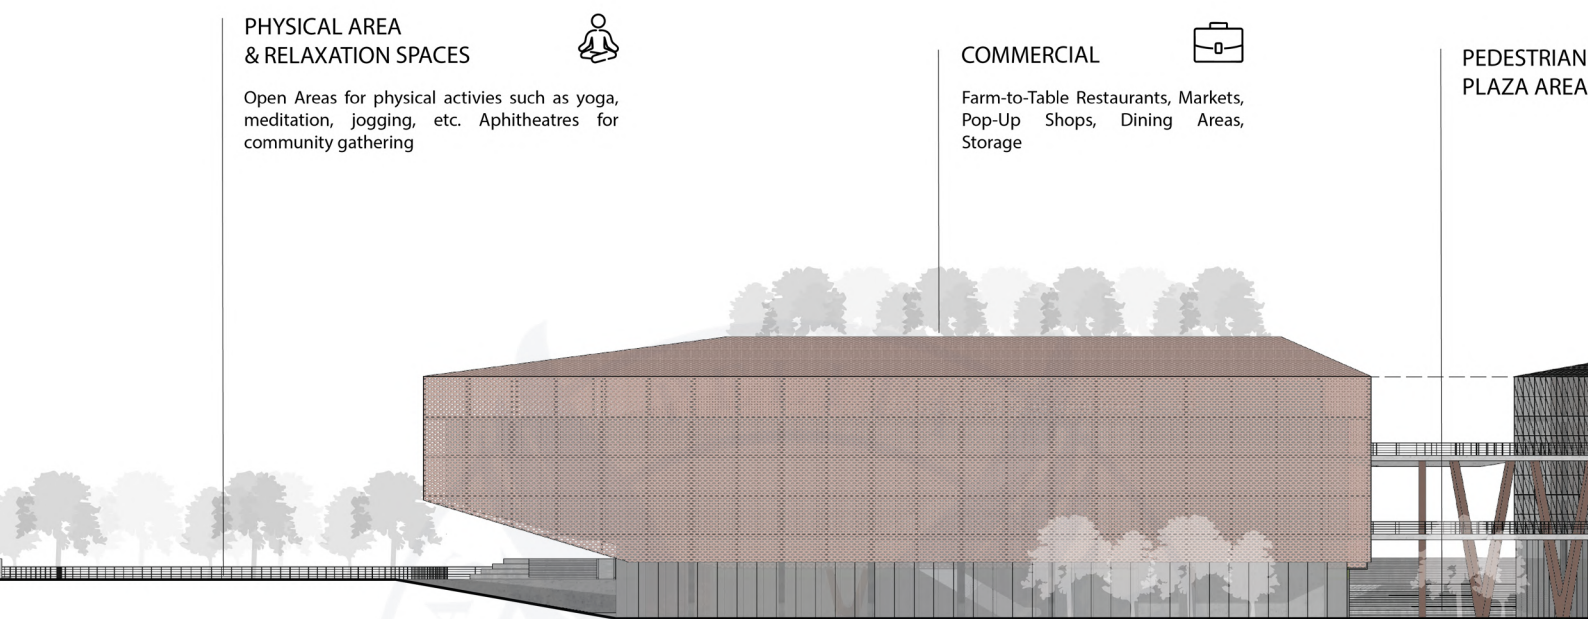 PHYSICAL AREA
& RELAXATION SPACES
Open Areas for physical activies such as yoga,
meditation, jogging, etc. Aphitheatres for
community gathering
COMMERCIAL
Farm-to-Table Restaurants, Markets,
Pop-Up Shops, Dining Areas,
Storage
PEDESTRIAN
PLAZA AREA